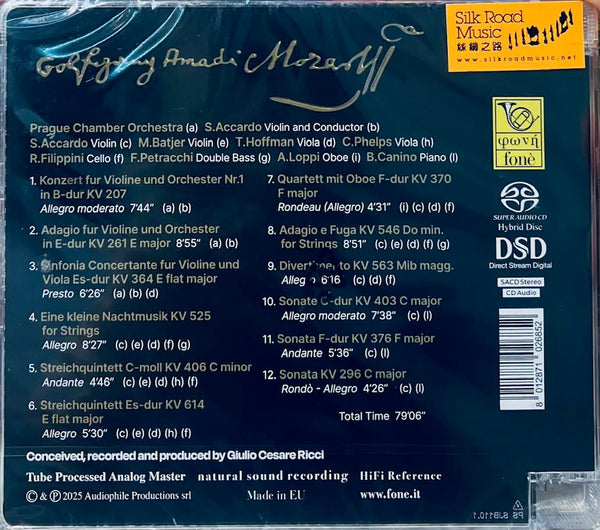 Wolfgang Amadè Mozart
Silk Road
Music
絲綢之路
www.silkroadmusic.net
Prague Chamber Orchestra (a) S.Accardo Violin and Conductor (b)
S.Accardo Violin (c) M.Batjer Violin (e) T.Hoffman Viola (d) C.Phelps Viola (h)
R.Filippini Cello (f) F.Petracchi Double Bass (g) A.Loppi Oboe (i) B.Canino Piano (l)
1. Konzert fur Violine und Orchester Nr.1
in B-dur KV 207
Allegro moderato 7'44" (a) (b)
2. Adagio fur Violine und Orchester
in E-dur KV 261 E major 8'55" (a) (b)
3. Sinfonia Concertante fur Violine und
Viola Es-dur KV 364 E flat major
Presto 6'26" (a) (b) (d)
4. Eine kleine Nachtmusik KV 525
for Strings
Allegro 8'27" (c) (e) (d) (f) (g)
5. Streichquintett C-moll KV 406 C minor
Andante 4'46" (c) (e) (d) (h) (f)
6. Streichquintett Es-dur KV 614
E flat major
Allegro 5'30" (c) (e) (d) (h) (f)
7. Quartett mit Oboe F-dur KV 370
F major
Rondeau (Allegro) 4'31" (i) (c) (d) (f)
8. Adagio e Fuga KV 546 Do min.
for Strings 8'51" (c) (e) (d) (f) (g)
9. Divertimento KV 563 Mib magg.
Allegro 6'16 (c) (d) (f)
10. Sonate C-dur KV 403 C major
Allegro moderato 7'38" (c) (l)
11. Sonata F-dur KV 376 F major
Andante 5'36" (c) (l)
12. Sonata KV 296 C major
Rondò - Allegro 4'26" (c) (l)
Total Time 79'06"
φωνή
fonè
SUPER AUDIO CD
Hybrid Disc
DSD
Direct Stream Digital
SACD Stereo
CD Audio
8 012871 026852
Conceived, recorded and produced by Giulio Cesare Ricci
Tube Processed Analog Master natural sound recording HiFi Reference
© & ℗ 2025 Audiophile Productions srl Made in EU www.fone.it